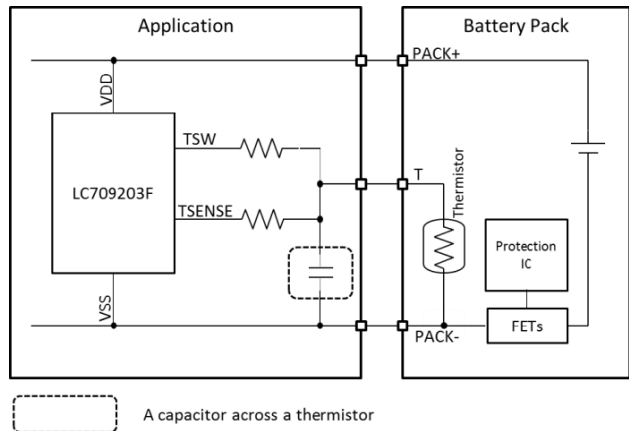 Application
Battery Pack
PACK+
VDD
TSW
LC709203F
T
Thermistor
TSENSE
Protection
IC
VSS
FETs
PACK-
A capacitor across a thermistor